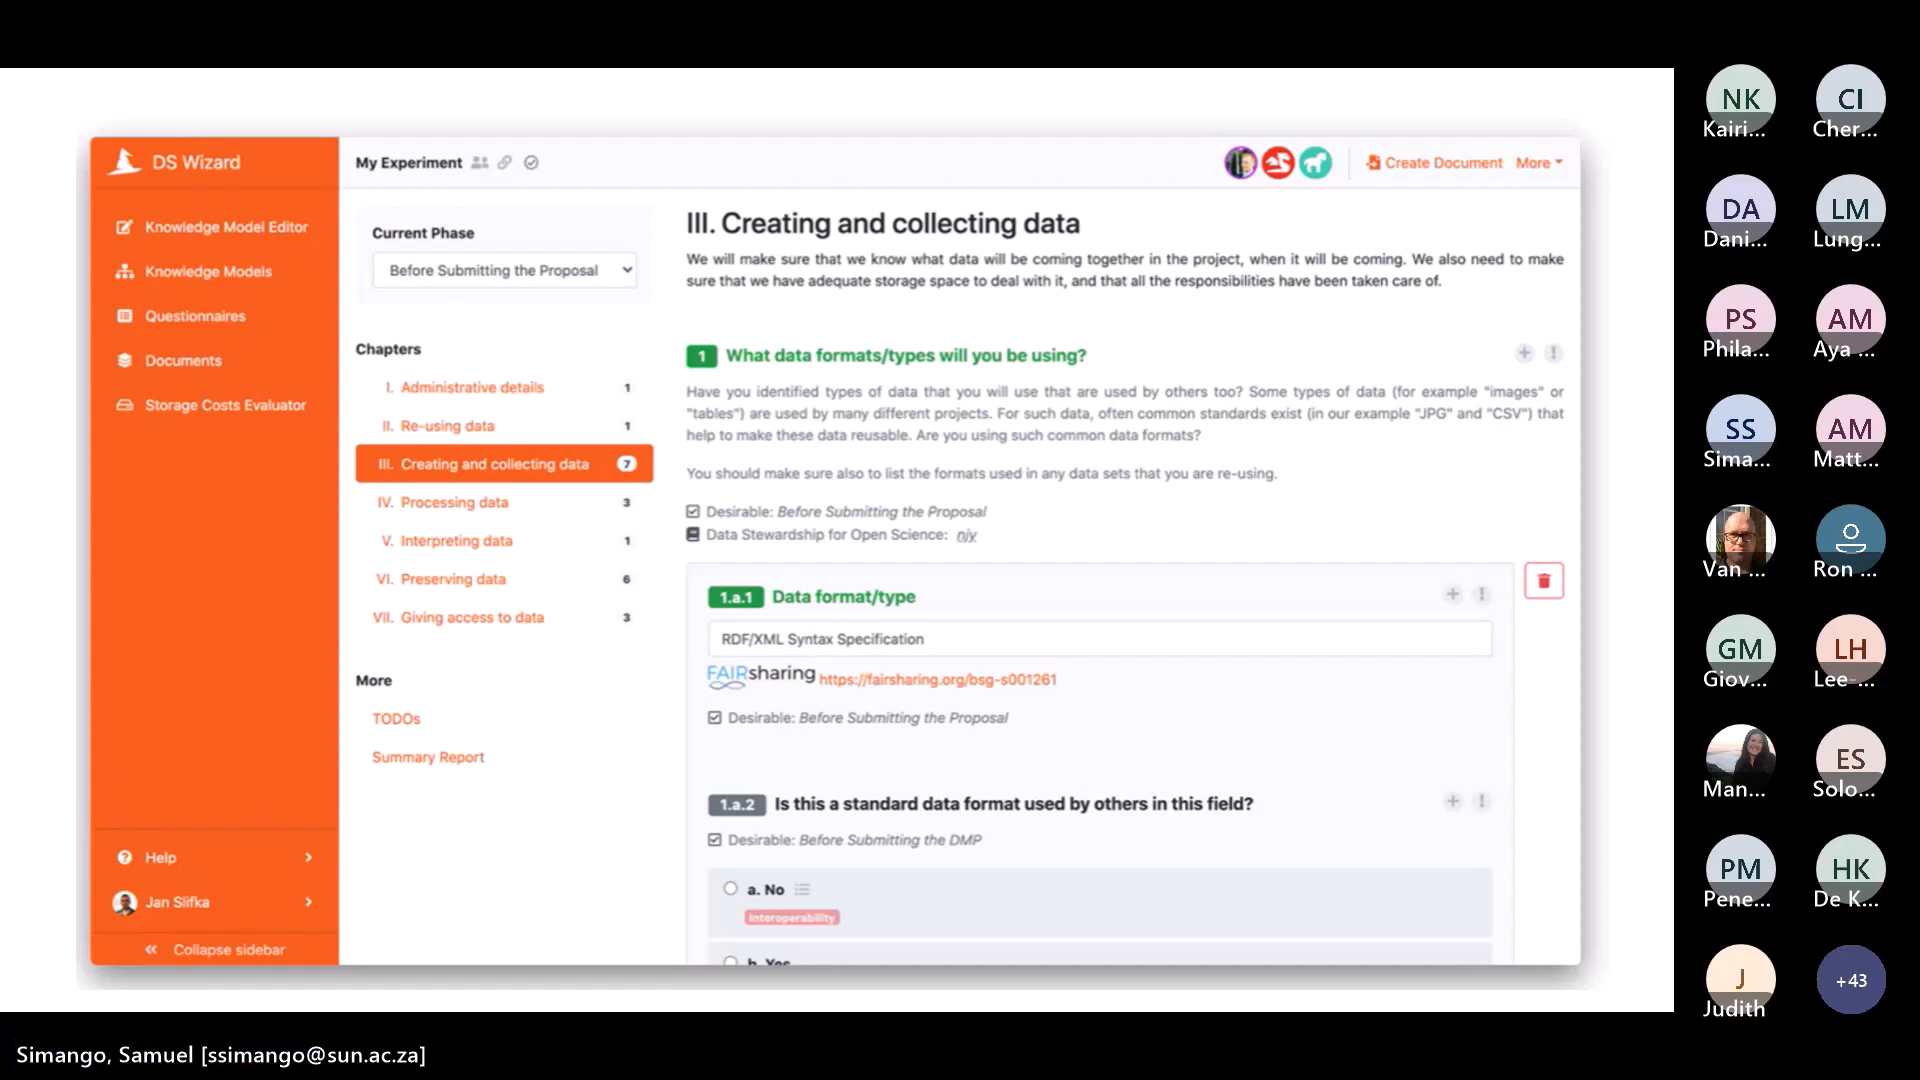 DS Wizard
Knowledge Model Editor
Knowledge Models
Questionnaires
Documents
Storage Costs Evaluator
Help
Jan Slifka
Collapse sidebar
My Experiment
Create Document
More
Current Phase
Before Submitting the Proposal
Chapters
I. Administrative details 1
II. Re-using data 1
III. Creating and collecting data 7
IV. Processing data 3
V. Interpreting data 1
VI. Preserving data 6
VII. Giving access to data 3
More
TODOs
Summary Report
III. Creating and collecting data
We will make sure that we know what data will be coming together in the project, when it will be coming. We also need to make
sure that we have adequate storage space to deal with it, and that all the responsibilities have been taken care of.
1 What data formats/types will you be using?
Have you identified types of data that you will use that are used by others too? Some types of data (for example "images" or
"tables") are used by many different projects. For such data, often common standards exist (in our example "JPG" and "CSV") that
help to make these data reusable. Are you using such common data formats?
You should make sure also to list the formats used in any data sets that you are re-using.
Desirable: Before Submitting the Proposal
Data Stewardship for Open Science: njy
1.a.1 Data format/type
RDF/XML Syntax Specification
FAIRsharing https://fairsharing.org/bsg-s001261
Desirable: Before Submitting the Proposal
1.a.2 Is this a standard data format used by others in this field?
Desirable: Before Submitting the DMP
a. No
Interoperability
b. Yes
NK
Kairi...
CI
Cher...
DA
Dani...
LM
Lung...
PS
Phila...
AM
Aya ...
SS
Sima...
AM
Matt...
Van ...
Ron ...
GM
Giov...
LH
Lee-...
Man...
ES
Solo...
PM
Pene...
HK
De K...
J
Judith
+43
Simango, Samuel [ssimango@sun.ac.za]